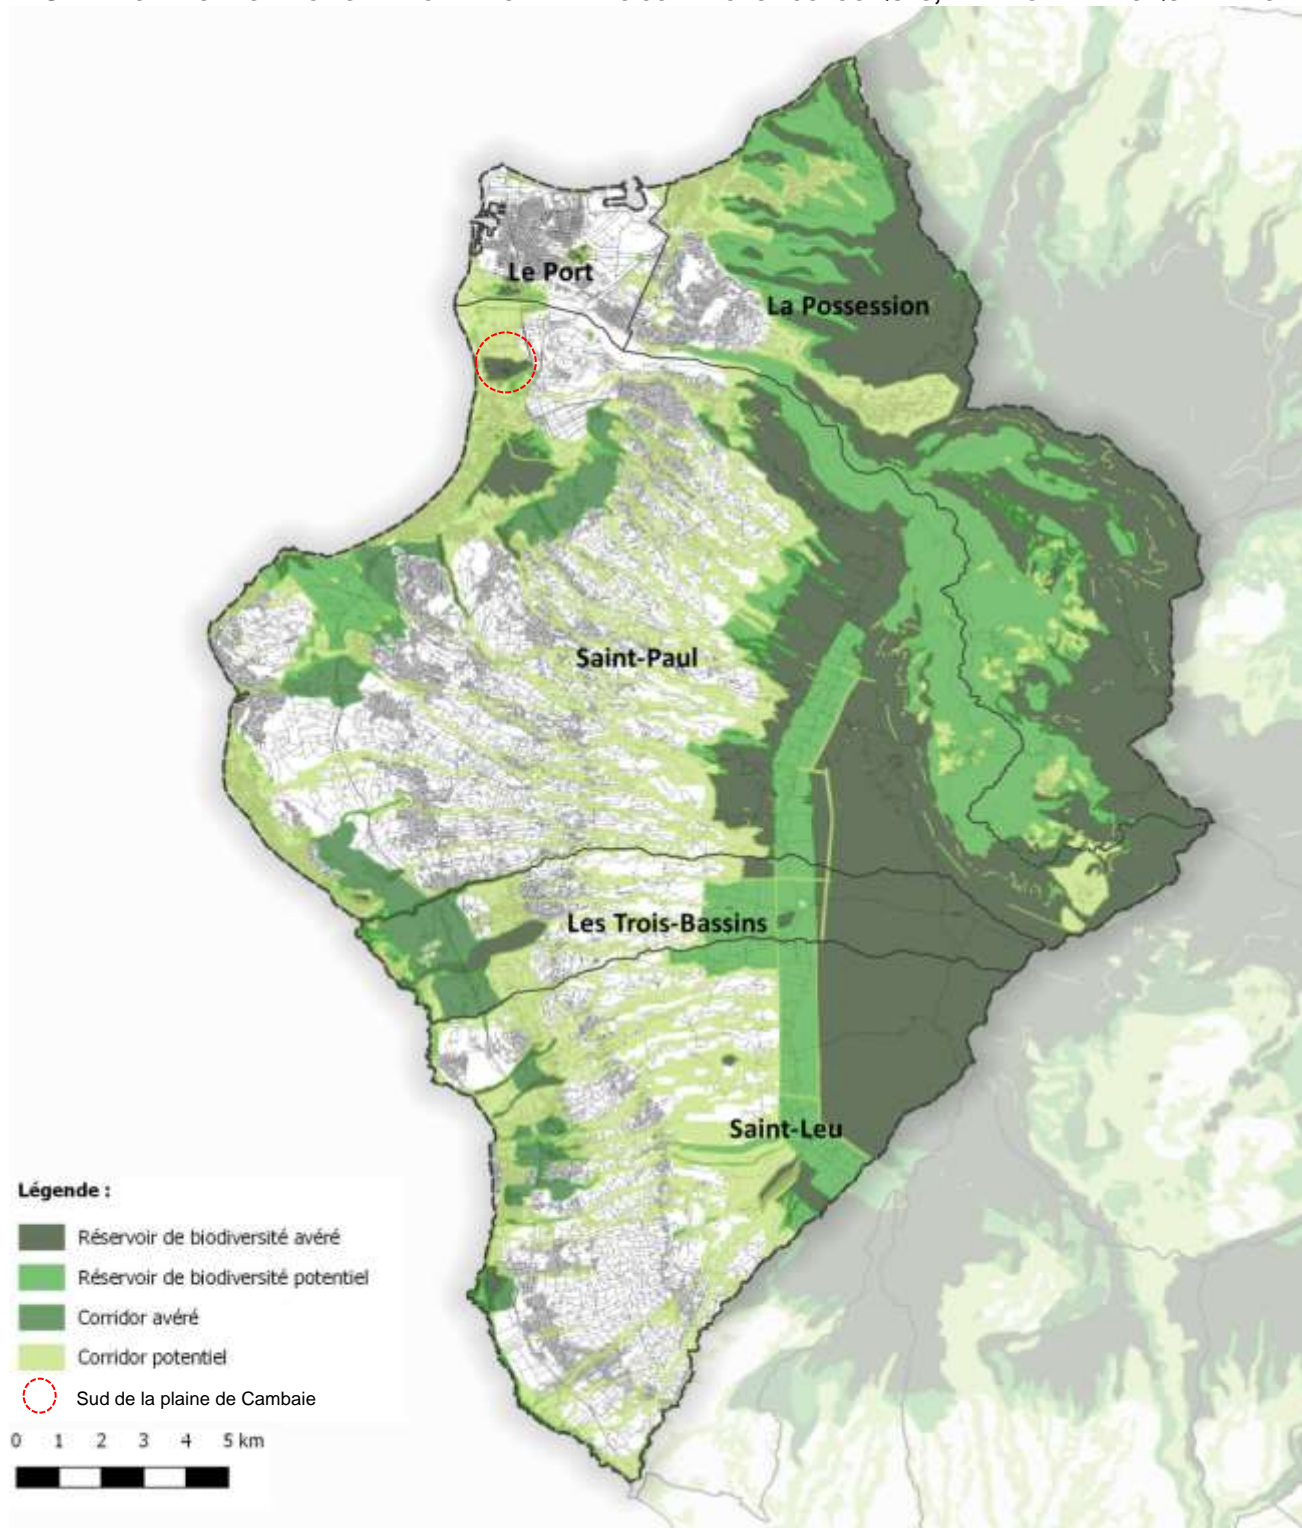 Le Port
La Possession
Saint-Paul
Les Trois-Bassins
Saint-Leu
Légende :
Réservoir de biodiversité avéré
Réservoir de biodiversité potentiel
Corridor avéré
Corridor potentiel
Sud de la plaine de Cambaie
0 1 2 3 4 5 km